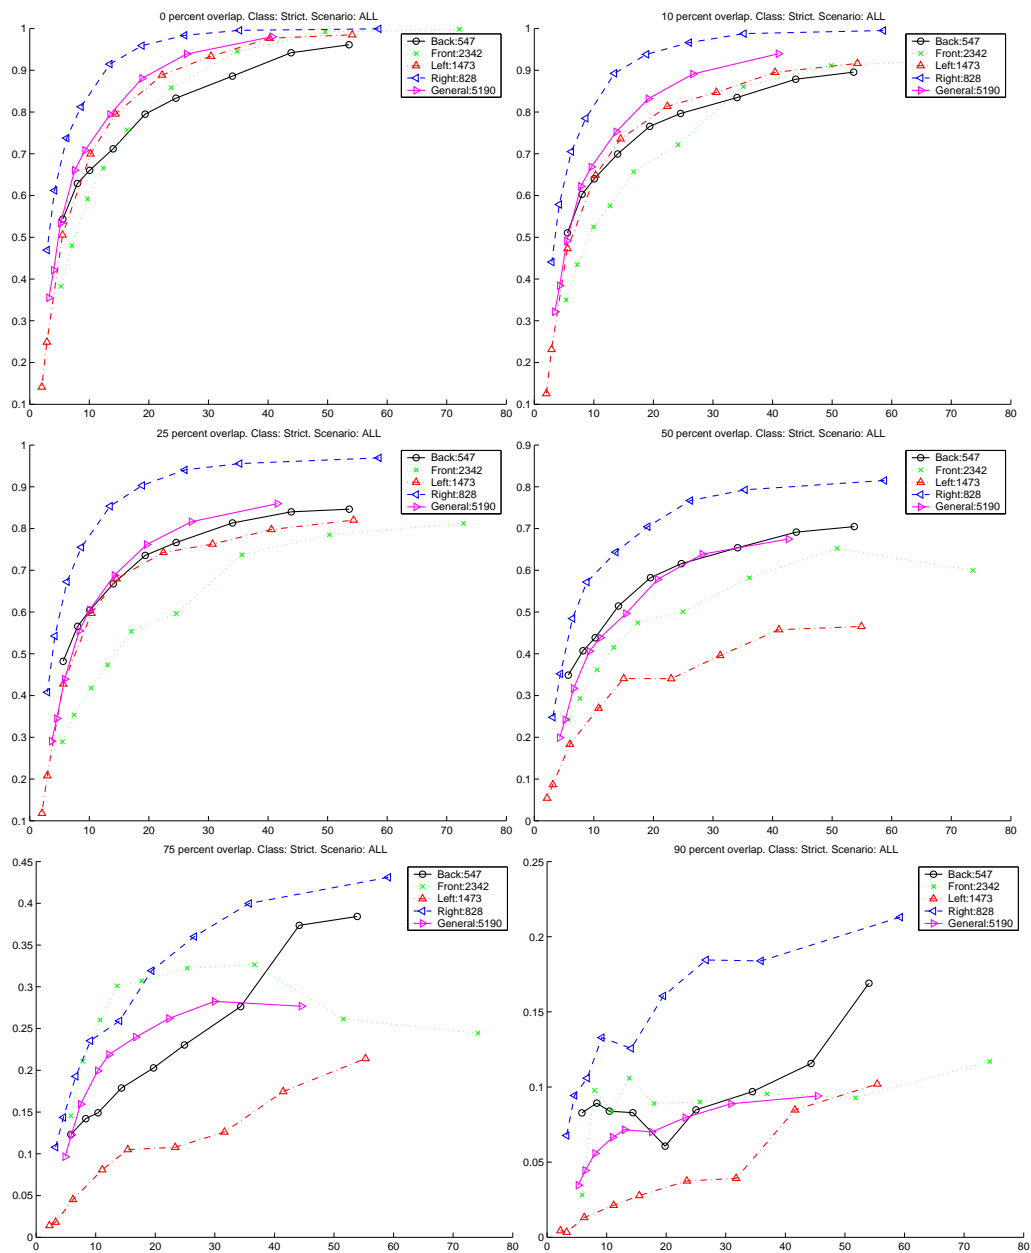 0 percent overlap. Class: Strict. Scenario: ALL
1
0.9
0.8
0.7
0.6
0.5
0.4
0.3
0.2
0.1
0 10 20 30 40 50 60 70 80
Back:547
Front:2342
Left:1473
Right:828
General:5190
10 percent overlap. Class: Strict. Scenario: ALL
1
0.9
0.8
0.7
0.6
0.5
0.4
0.3
0.2
0.1
0 10 20 30 40 50 60 70 80
Back:547
Front:2342
Left:1473
Right:828
General:5190
25 percent overlap. Class: Strict. Scenario: ALL
1
0.9
0.8
0.7
0.6
0.5
0.4
0.3
0.2
0.1
0 10 20 30 40 50 60 70 80
Back:547
Front:2342
Left:1473
Right:828
General:5190
50 percent overlap. Class: Strict. Scenario: ALL
0.9
0.8
0.7
0.6
0.5
0.4
0.3
0.2
0.1
0
0 10 20 30 40 50 60 70 80
Back:547
Front:2342
Left:1473
Right:828
General:5190
75 percent overlap. Class: Strict. Scenario: ALL
0.45
0.4
0.35
0.3
0.25
0.2
0.15
0.1
0.05
0
0 10 20 30 40 50 60 70 80
Back:547
Front:2342
Left:1473
Right:828
General:5190
90 percent overlap. Class: Strict. Scenario: ALL
0.25
0.2
0.15
0.1
0.05
0
0 10 20 30 40 50 60 70 80
Back:547
Front:2342
Left:1473
Right:828
General:5190